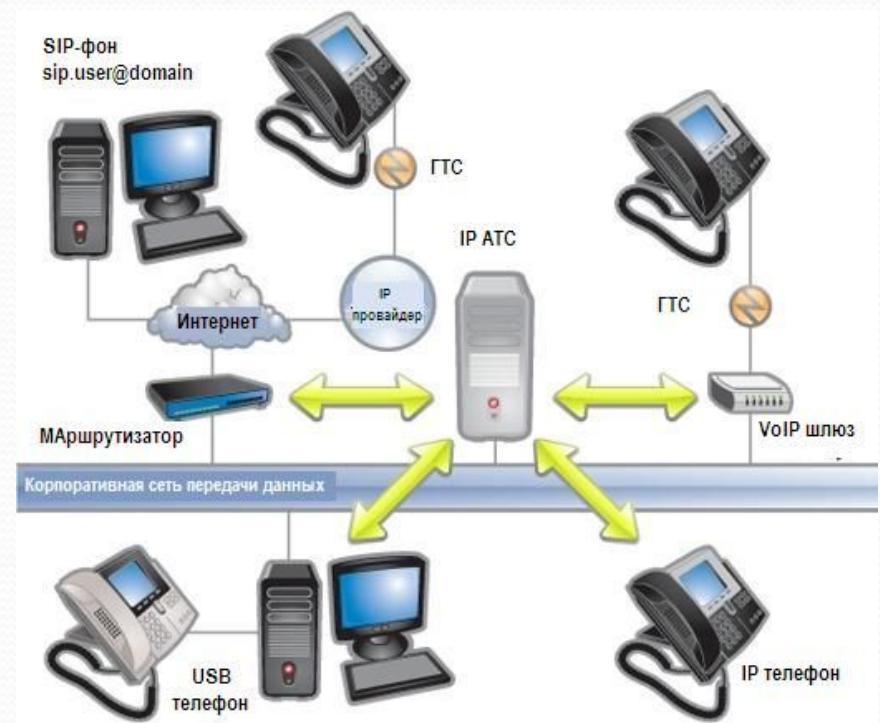 SIP-фон
sip.user@domain
ГТС
IP АТС
IP
провайдер
ГТС
Интернет
МАршрутизатор
VoIP шлюз
Корпоративная сеть передачи данных
USB
телефон
IP телефон